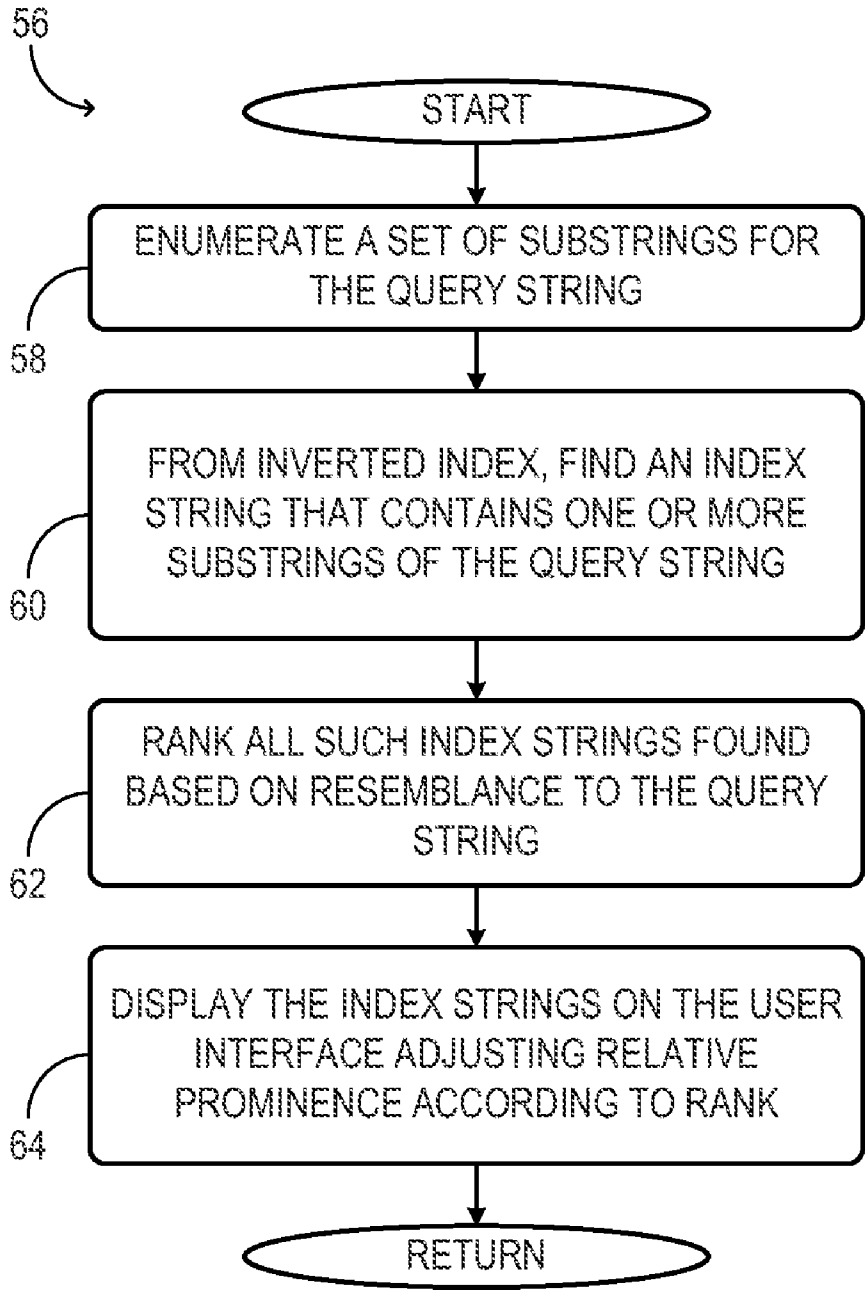 56
START
ENUMERATE A SET OF SUBSTRINGS FOR
THE QUERY STRING
58
FROM INVERTED INDEX, FIND AN INDEX
STRING THAT CONTAINS ONE OR MORE
SUBSTRINGS OF THE QUERY STRING
60
RANK ALL SUCH INDEX STRINGS FOUND
BASED ON RESEMBLANCE TO THE QUERY
STRING
62
DISPLAY THE INDEX STRINGS ON THE USER
INTERFACE ADJUSTING RELATIVE
PROMINENCE ACCORDING TO RANK
64
RETURN